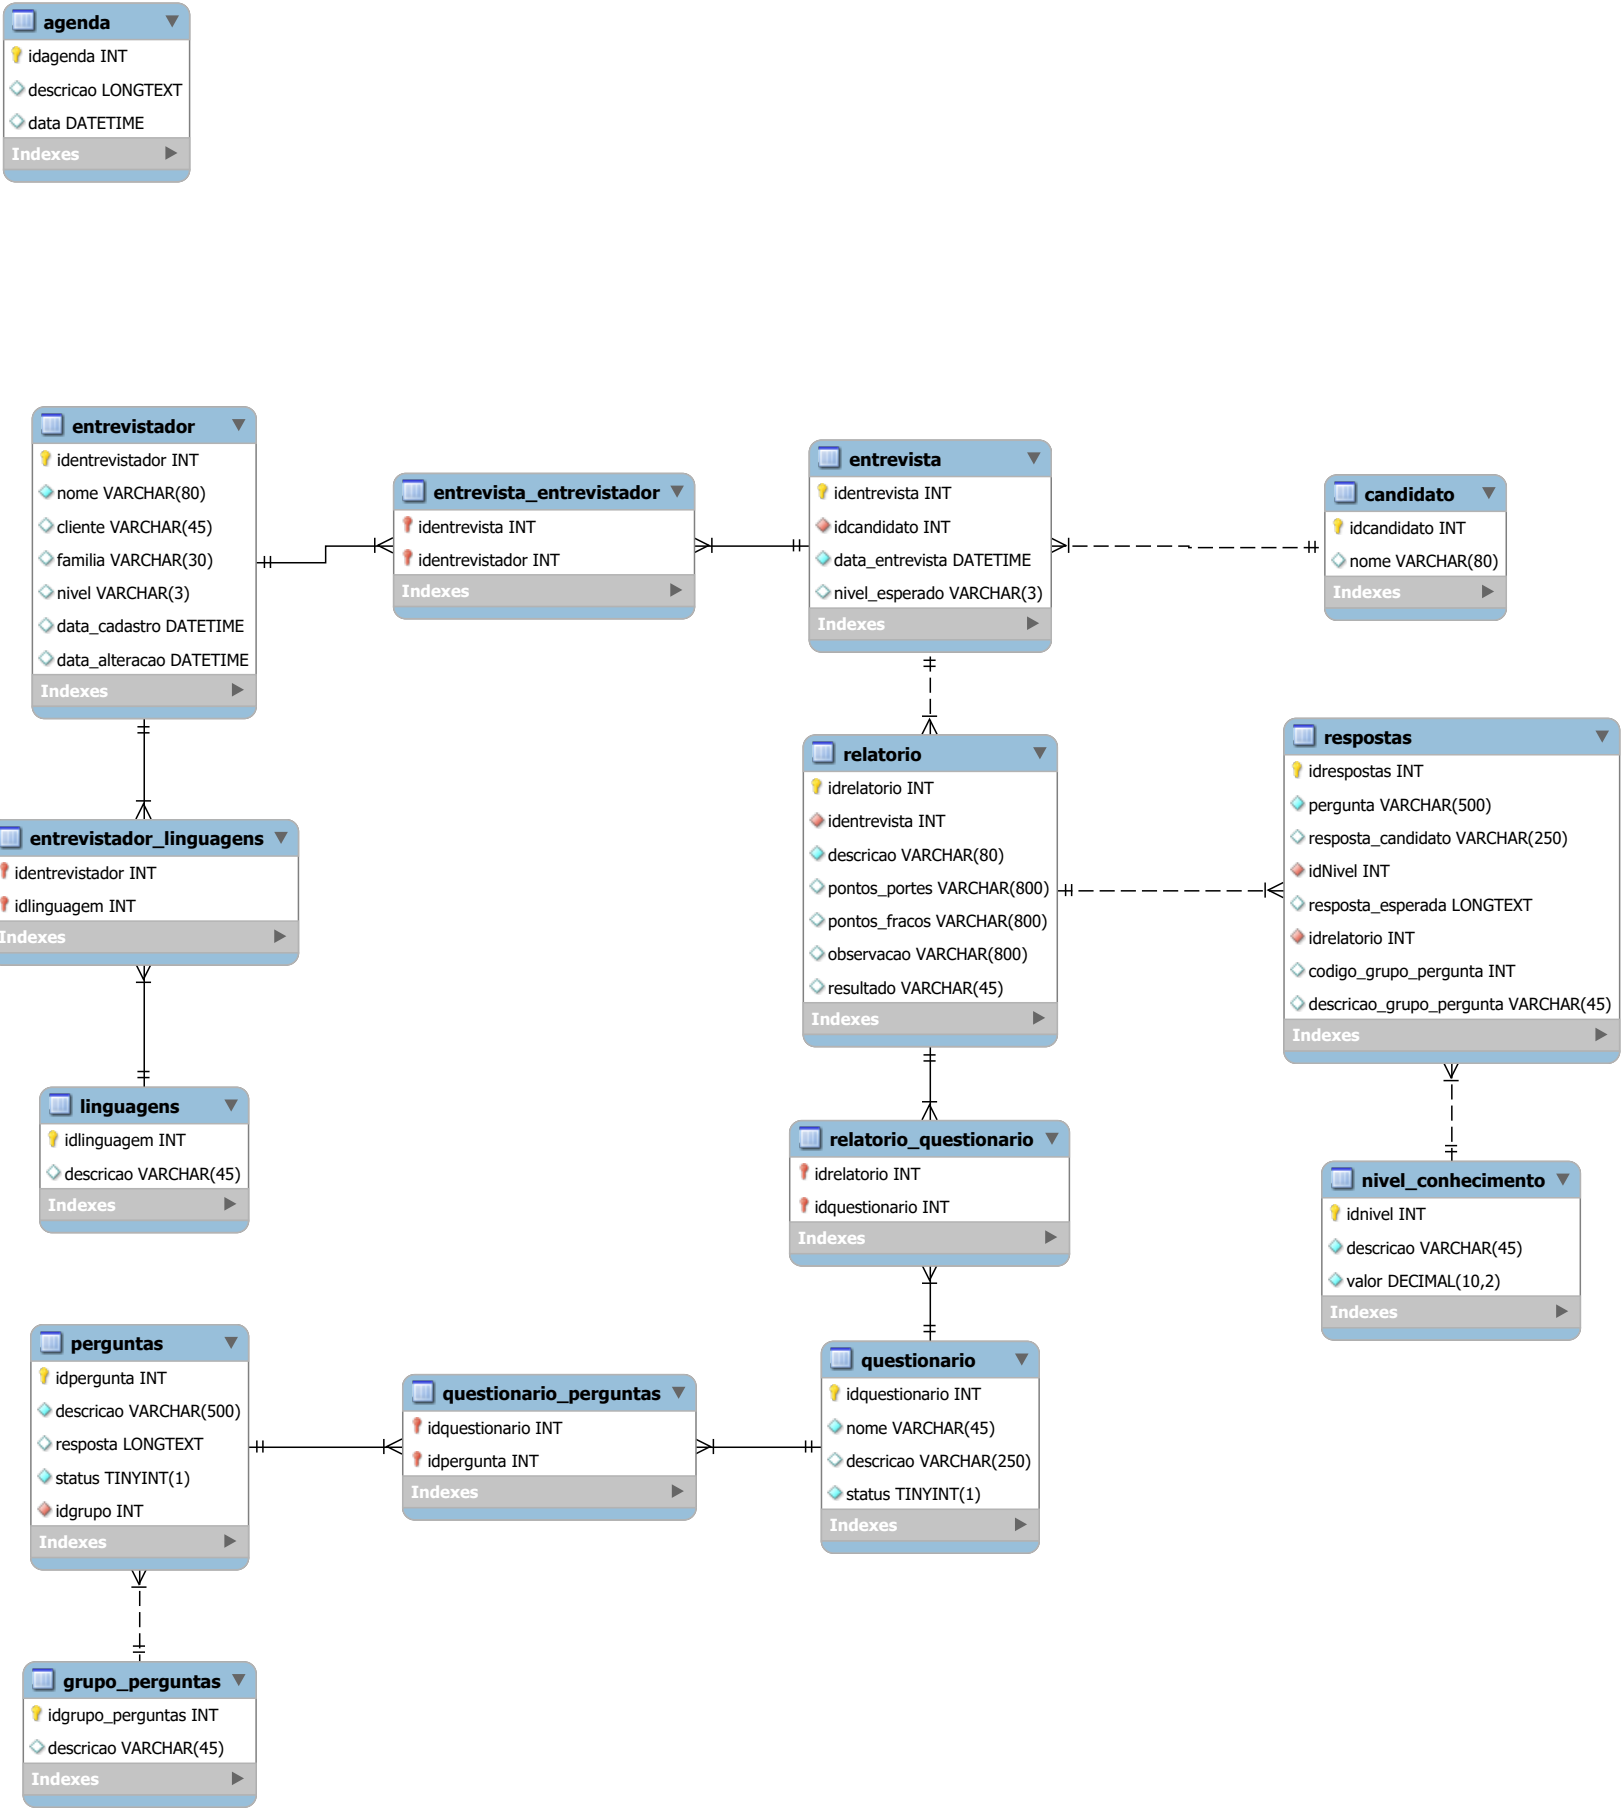 agenda
idagenda INT
descricao LONGTEXT
data DATETIME
Indexes
entrevistador
identrevistador INT
nome VARCHAR(80)
cliente VARCHAR(45)
familia VARCHAR(30)
nivel VARCHAR(3)
data_cadastro DATETIME
data_alteracao DATETIME
Indexes
entrevista_entrevistador
identrevista INT
identrevistador INT
Indexes
entrevista
identrevista INT
idcandidato INT
data_entrevista DATETIME
nivel_esperado VARCHAR(3)
Indexes
candidato
idcandidato INT
nome VARCHAR(80)
Indexes
entrevistador_linguagens
identrevistador INT
idlinguagem INT
Indexes
relatorio
idrelatorio INT
identrevista INT
descricao VARCHAR(80)
pontos_portes VARCHAR(800)
pontos_fracos VARCHAR(800)
observacao VARCHAR(800)
resultado VARCHAR(45)
Indexes
respostas
idrespostas INT
pergunta VARCHAR(500)
resposta_candidato VARCHAR(250)
idNivel INT
resposta_esperada LONGTEXT
idrelatorio INT
codigo_grupo_pergunta INT
descricao_grupo_pergunta VARCHAR(45)
Indexes
linguagens
idlinguagem INT
descricao VARCHAR(45)
Indexes
relatorio_questionario
idrelatorio INT
idquestionario INT
Indexes
nivel_conhecimento
idnivel INT
descricao VARCHAR(45)
valor DECIMAL(10,2)
Indexes
perguntas
idpergunta INT
descricao VARCHAR(500)
resposta LONGTEXT
status TINYINT(1)
idgrupo INT
Indexes
questionario_perguntas
idquestionario INT
idpergunta INT
Indexes
questionario
idquestionario INT
nome VARCHAR(45)
descricao VARCHAR(250)
status TINYINT(1)
Indexes
grupo_perguntas
idgrupo_perguntas INT
descricao VARCHAR(45)
Indexes